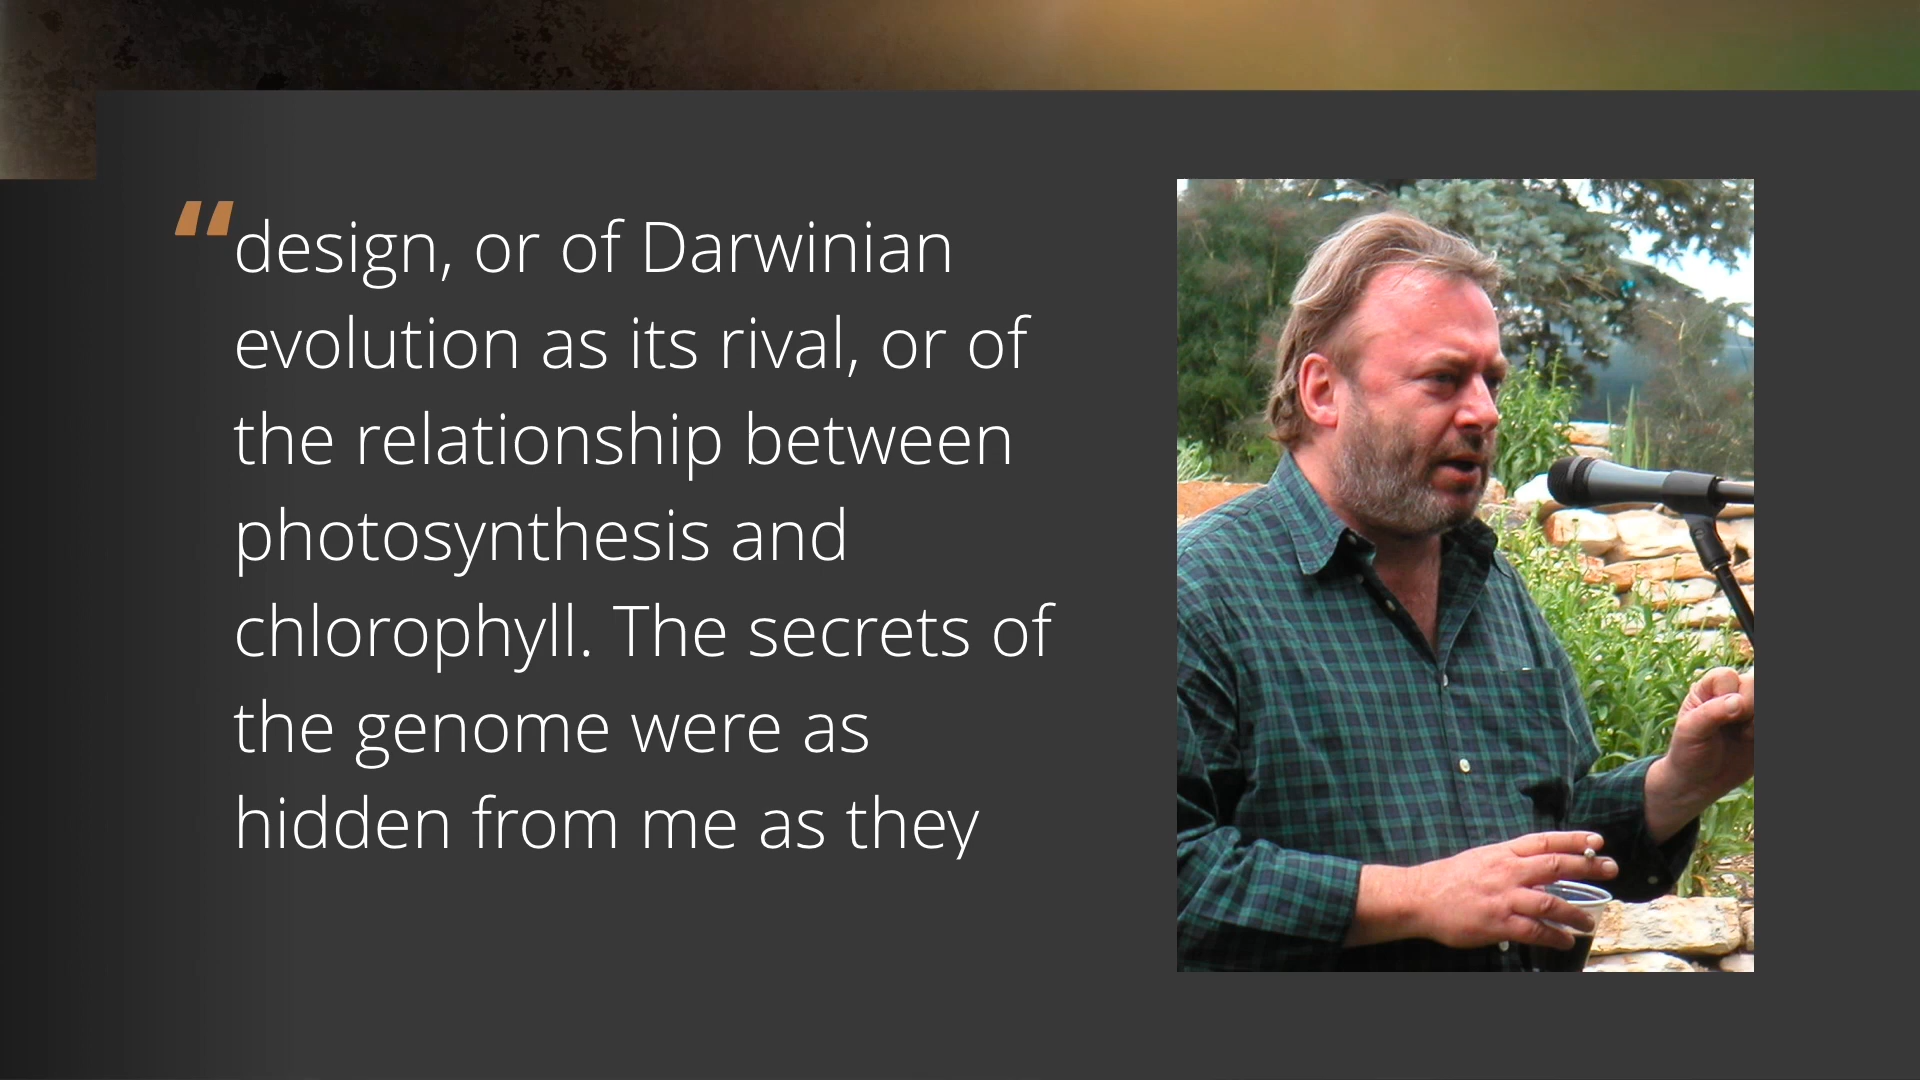 “design, or of Darwinian
evolution as its rival, or of
the relationship between
photosynthesis and
chlorophyll. The secrets of
the genome were as
hidden from me as they